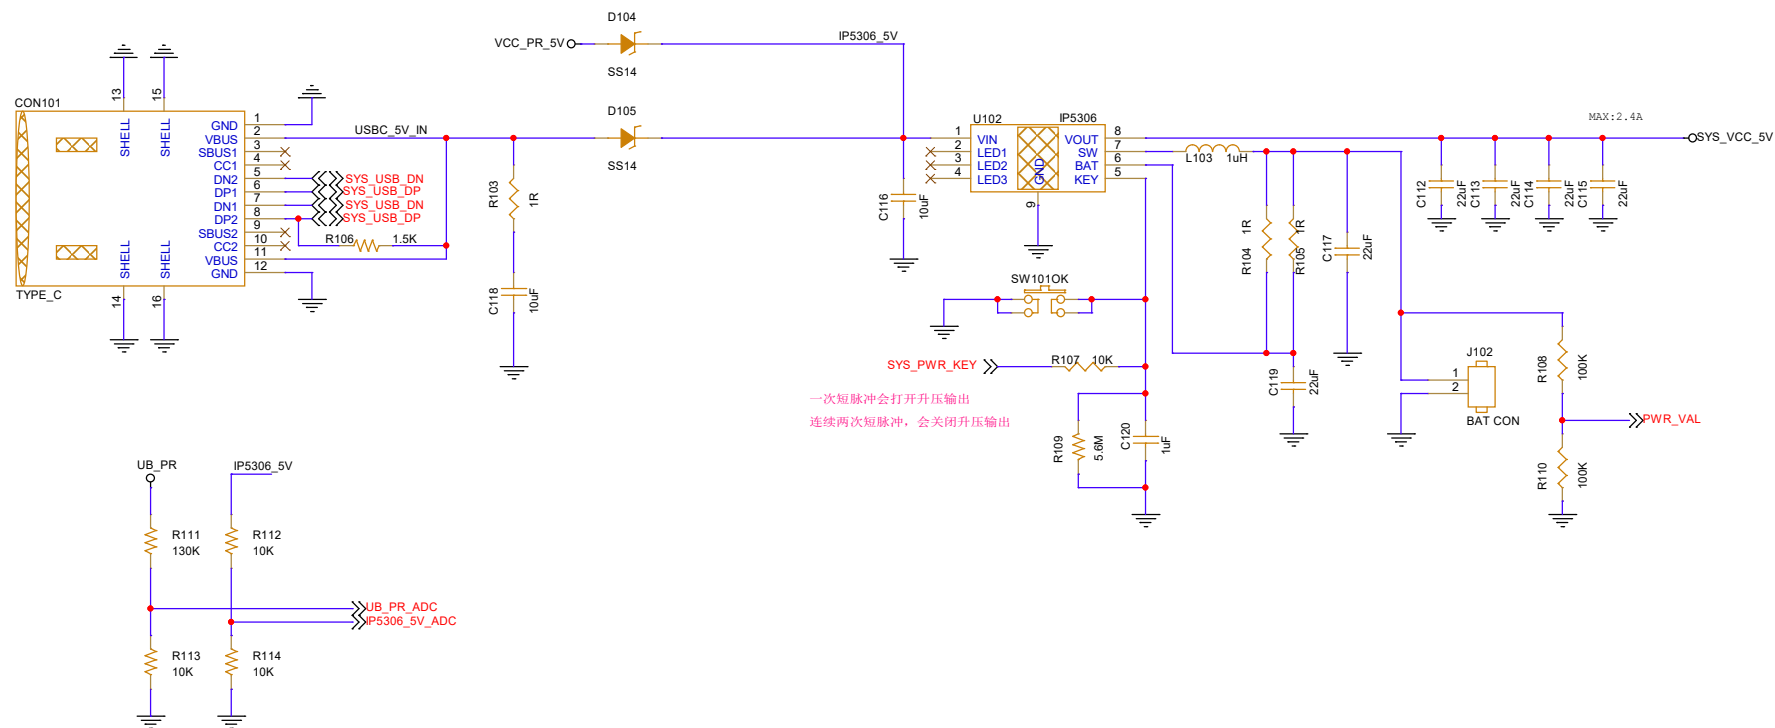 D104
VCC_PR_5V
IP5306_5V
SS14
CON101
13
15
SHELL
SHELL
GND
VBUS
SBUS1
CC1
DN2
DP1
DN1
DP2
SBUS2
CC2
VBUS
GND
1
2
3
4
5
6
7
8
9
10
11
12
SHELL
SHELL
TYPE_C
14
16
USBC_5V_IN
SYS_USB_DN
SYS_USB_DP
SYS_USB_DN
SYS_USB_DP
R106
1.5K
R103
1R
C118
10uF
D105
SS14
C116
10uF
U102
IP5306
1
2
3
4
VIN
LED1
LED2
LED3
GND
9
VOUT
SW
BAT
KEY
8
7
6
5
L103
1uH
MAX:2.4A
SYS_VCC_5V
C112
22uF
C113
22uF
C114
22uF
C115
22uF
R104
1R
R105
1R
C117
22uF
SW101OK
SYS_PWR_KEY
R107
10K
C119
22uF
一次短脉冲会打开升压输出
连续两次短脉冲，会关闭升压输出
R109
5.6M
C120
1uF
J102
1
2
BAT CON
R108
100K
PWR_VAL
R110
100K
UB_PR
IP5306_5V
R111
130K
R112
10K
UB_PR_ADC
IP5306_5V_ADC
R113
10K
R114
10K